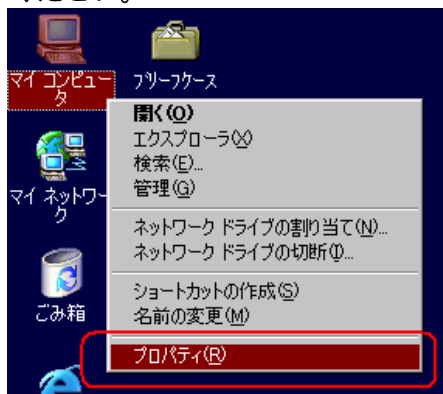 マイ コンピュー
タ
ブリーフケース
開く(O)
エクスプローラ(X)
検索(E)...
管理(G)
マイ ネットワー
ク
ネットワーク ドライブの割り当て(N)...
ネットワーク ドライブの切断(I)...
ごみ箱
ショートカットの作成(S)
名前の変更(M)
プロパティ(R)